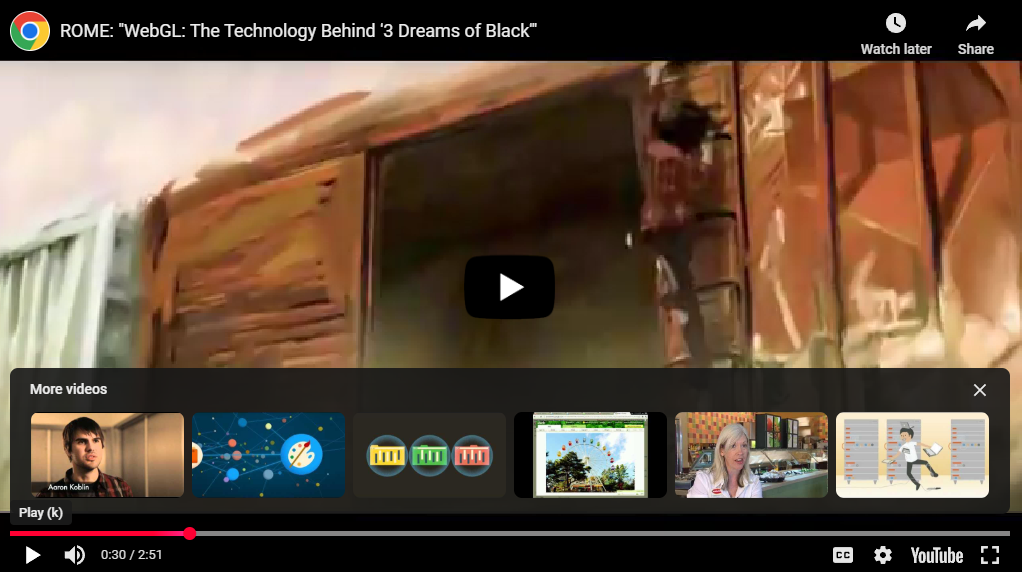 ROME: "WebGL: The Technology Behind ‘3 Dreams of Black’"
Watch later
Share
More videos
Aaron Koblin
Play (k)
0:30 / 2:51
CC
YouTube